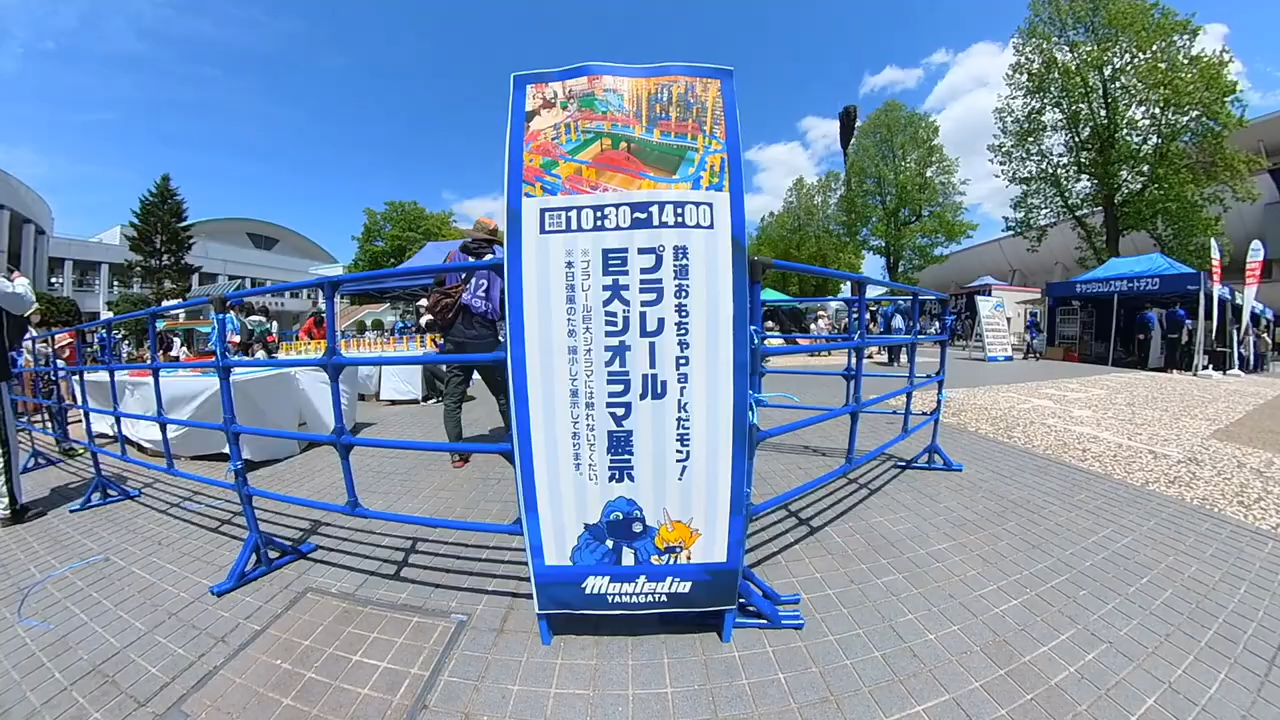 開催
時間
10:30~14:00
鉄道おもちゃparkだモン!
プラレール
巨大ジオラマ展示
※プラレール巨大ジオラマには触れないでください。
※本日強風のため、縮小して展示しております。
Montedio
YAMAGATA
12
キャッシュレスサポートデスク